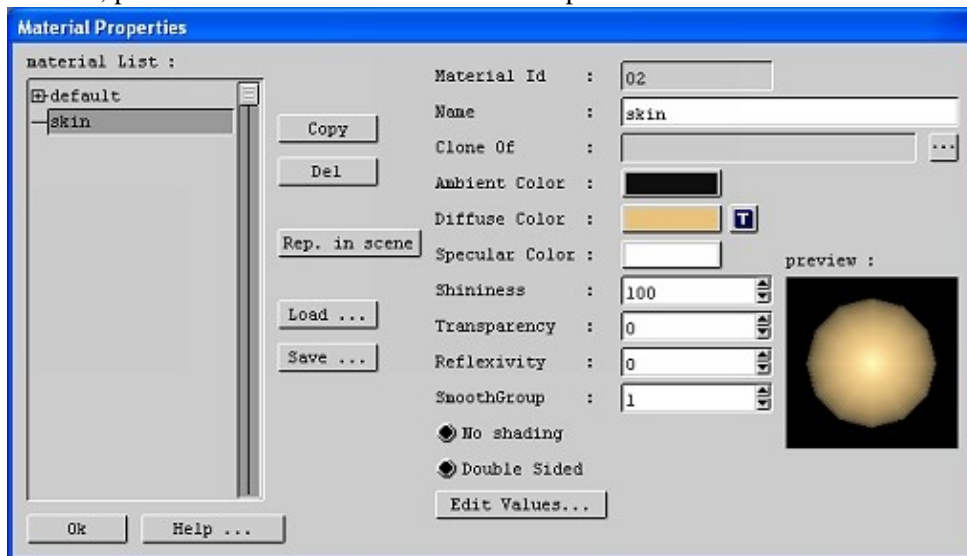 Material Properties
material List :
default
skin
Copy
Del
Rep. in scene
Load ...
Save ...
Ok
Help ...
Material Id : 02
Name : skin
Clone Of : ...
Ambient Color :
Diffuse Color : T
Specular Color :
Shininess : 100
Transparency : 0
Reflexivity : 0
SmoothGroup : 1
No shading
Double Sided
Edit Values...
preview :